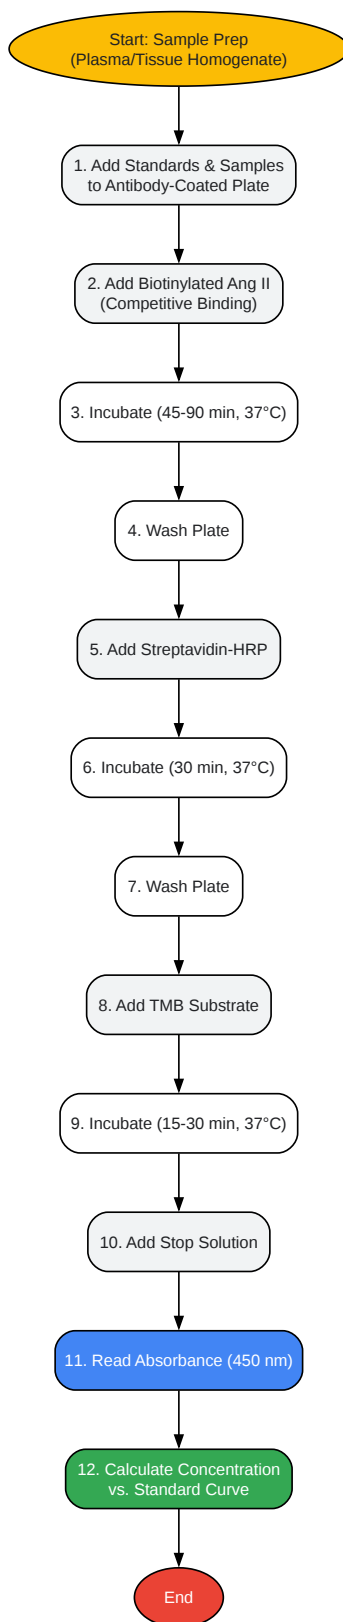 Start: Sample Prep
(Plasma/Tissue Homogenate)
1. Add Standards & Samples
to Antibody-Coated Plate
2. Add Biotinylated Ang II
(Competitive Binding)
3. Incubate (45-90 min, 37°C)
4. Wash Plate
5. Add Streptavidin-HRP
6. Incubate (30 min, 37°C)
7. Wash Plate
8. Add TMB Substrate
9. Incubate (15-30 min, 37°C)
10. Add Stop Solution
11. Read Absorbance (450 nm)
12. Calculate Concentration
vs. Standard Curve
End